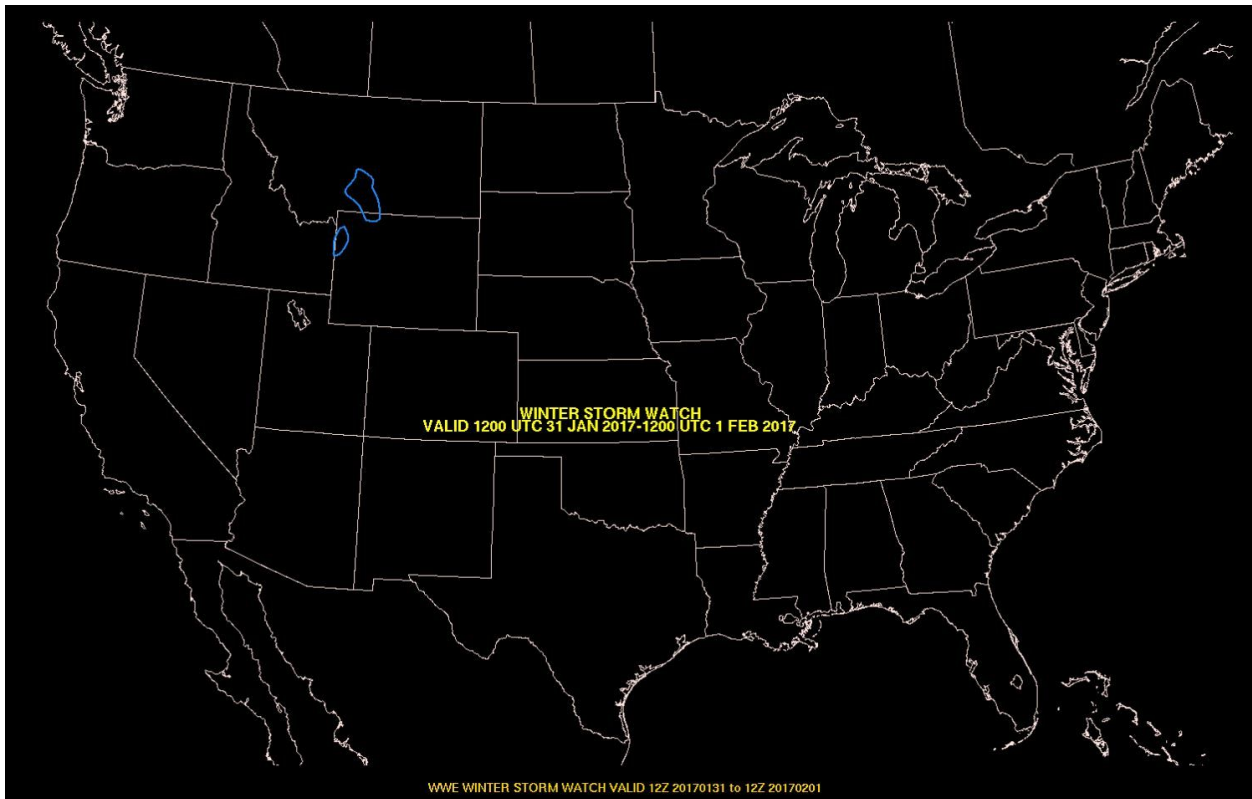 WINTER STORM WATCH
VALID 1200 UTC 31 JAN 2017-1200 UTC 1 FEB 2017
WWE WINTER STORM WATCH VALID 12Z 20170131 to 12Z 20170201